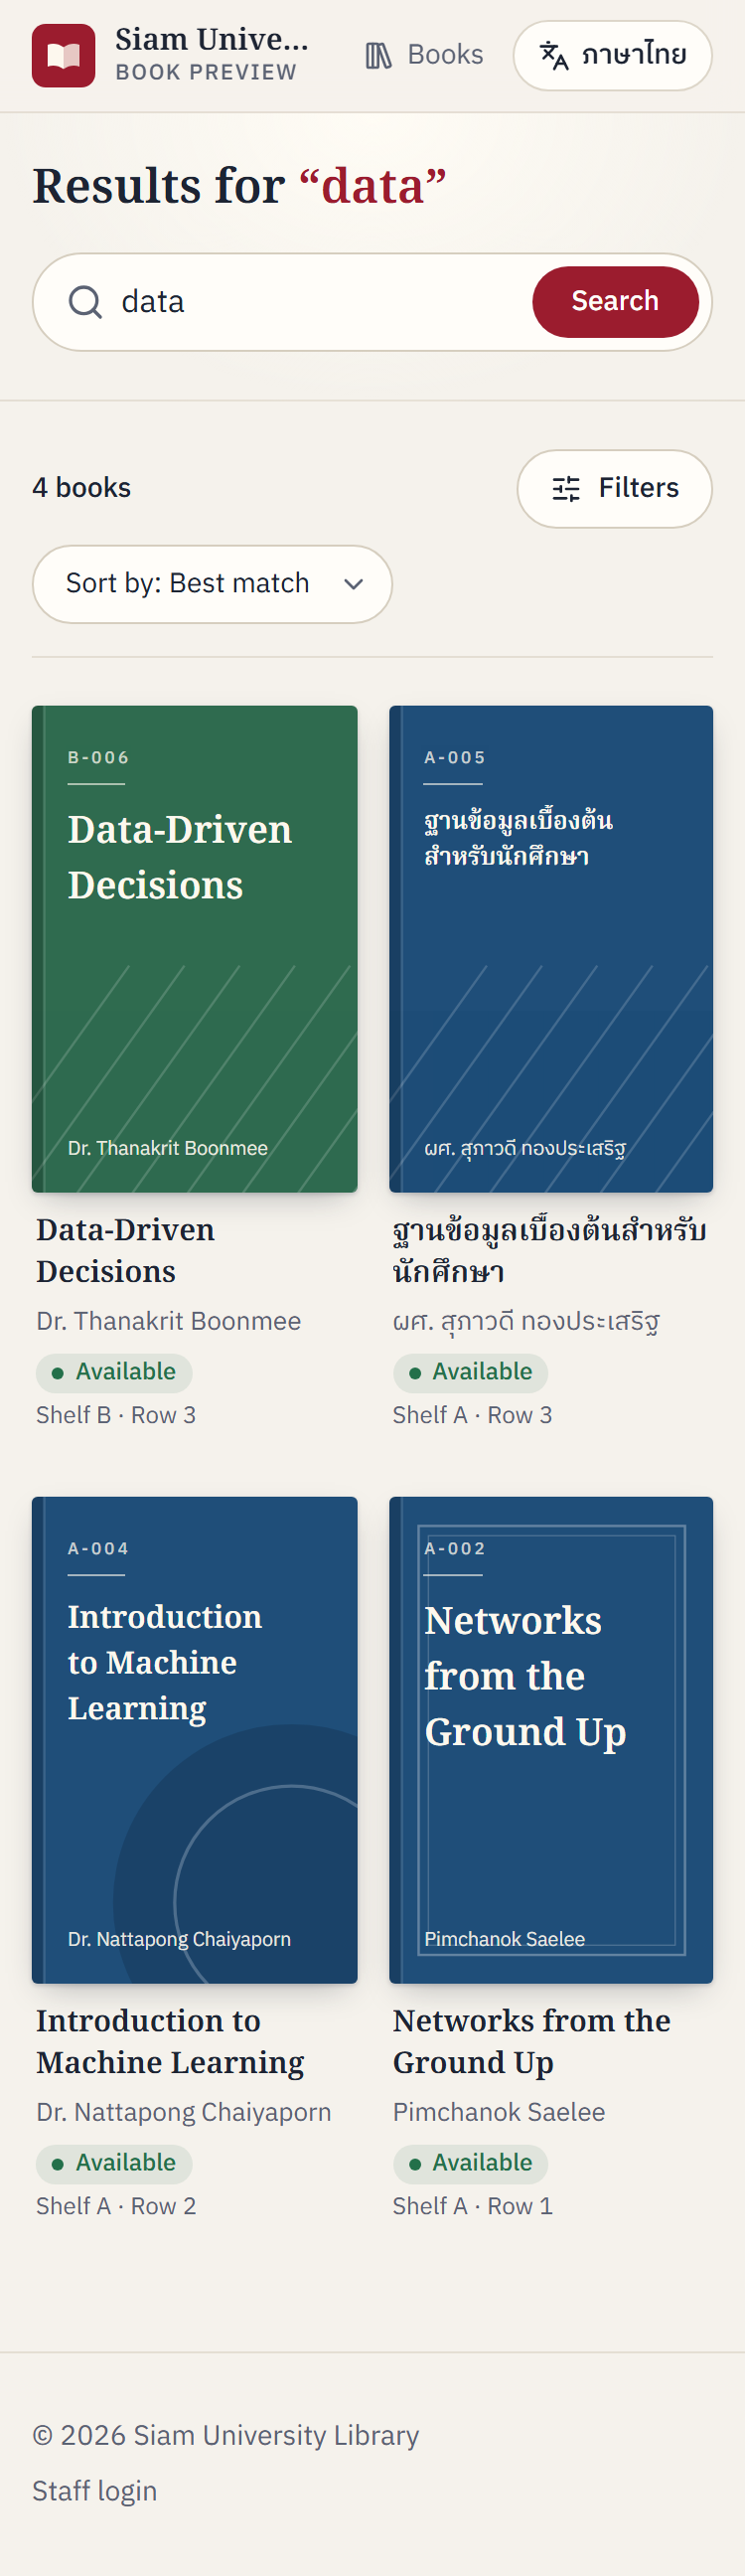 Siam Unive...
BOOK PREVIEW
Books
ภาษาไทย
Results for “data”
data
Search
4 books
Filters
Sort by: Best match
B-006
Data-Driven
Decisions
Dr. Thanakrit Boonmee
A-005
ฐานข้อมูลเบื้องต้น
สำหรับนักศึกษา
ผศ. สุภาวดี ทองประเสริฐ
Data-Driven
Decisions
Dr. Thanakrit Boonmee
Available
Shelf B · Row 3
ฐานข้อมูลเบื้องต้นสำหรับ
นักศึกษา
ผศ. สุภาวดี ทองประเสริฐ
Available
Shelf A · Row 3
A-004
Introduction
to Machine
Learning
Dr. Nattapong Chaiyaporn
A-002
Networks
from the
Ground Up
Pimchanok Saelee
Introduction to
Machine Learning
Dr. Nattapong Chaiyaporn
Available
Shelf A · Row 2
Networks from the
Ground Up
Pimchanok Saelee
Available
Shelf A · Row 1
© 2026 Siam University Library
Staff login